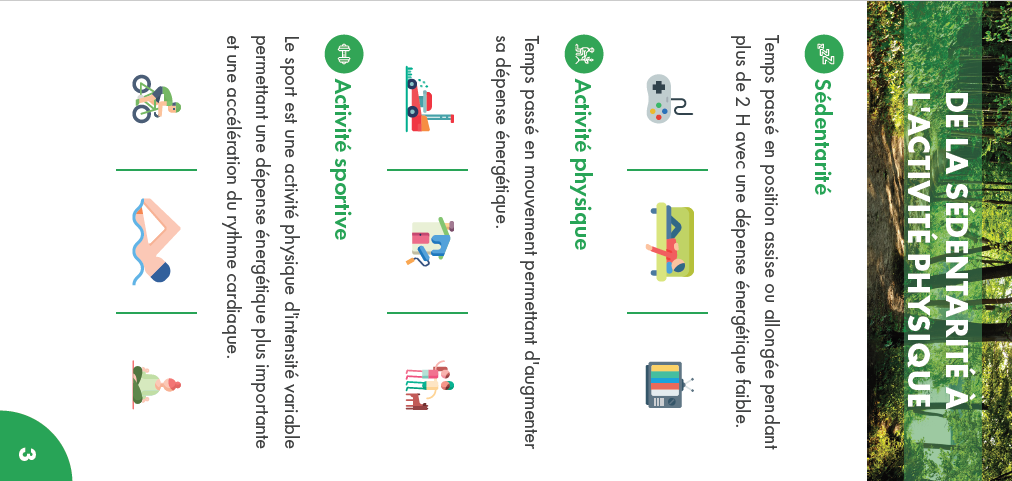 DE LA SÉDENTARITÉ À
L'ACTIVITÉ PHYSIQUE
Sédentarité
Temps passé en position assise ou allongée pendant
plus de 2 H avec une dépense énergétique faible.
Activité physique
Temps passé en mouvement permettant d'augmenter
sa dépense énergétique.
Activité sportive
Le sport est une activité physique d'intensité variable
permettant une dépense énergétique plus importante
et une accélération du rythme cardiaque.
3